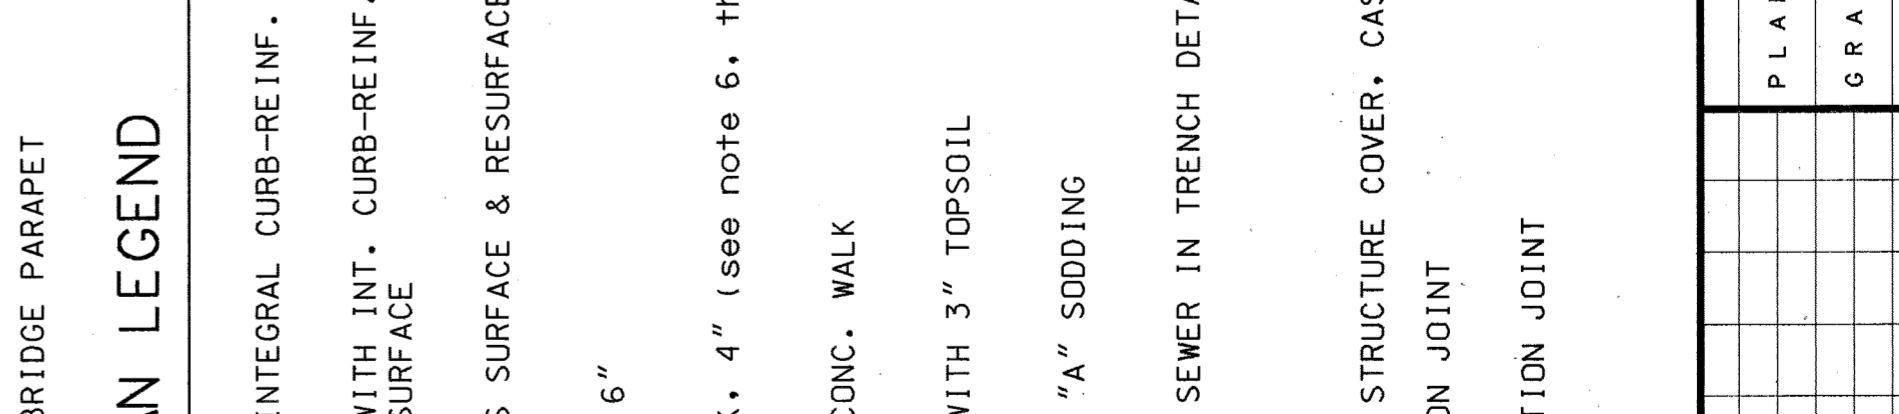 BRIDGE PARAPET
AN LEGEND
INTEGRAL CURB-REINF.
WITH INT. CURB-REINF.
SURFACE
S SURFACE & RESURFACE
6"
4" (see note 6, th
CONC. WALK
WITH 3" TOPSOIL
"A" SODDING
SEWER IN TRENCH DETA
STRUCTURE COVER, CAS
ON JOINT
TION JOINT
PLA
GRA